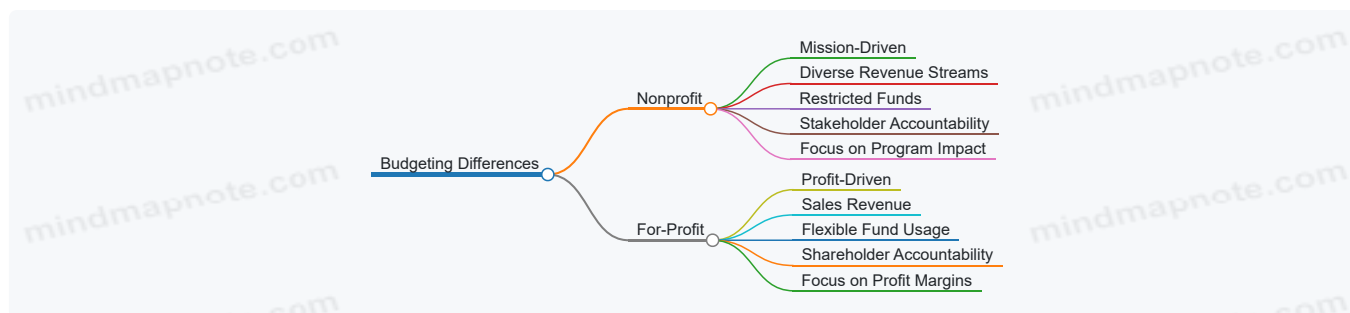 mindmapnote.com
mindmapnote.com
Mission-Driven
Diverse Revenue Streams
Nonprofit
Restricted Funds
Stakeholder Accountability
Focus on Program Impact
Budgeting Differences
Profit-Driven
Sales Revenue
For-Profit
Flexible Fund Usage
Shareholder Accountability
Focus on Profit Margins
mindmapnote.com
mindmapnote.com